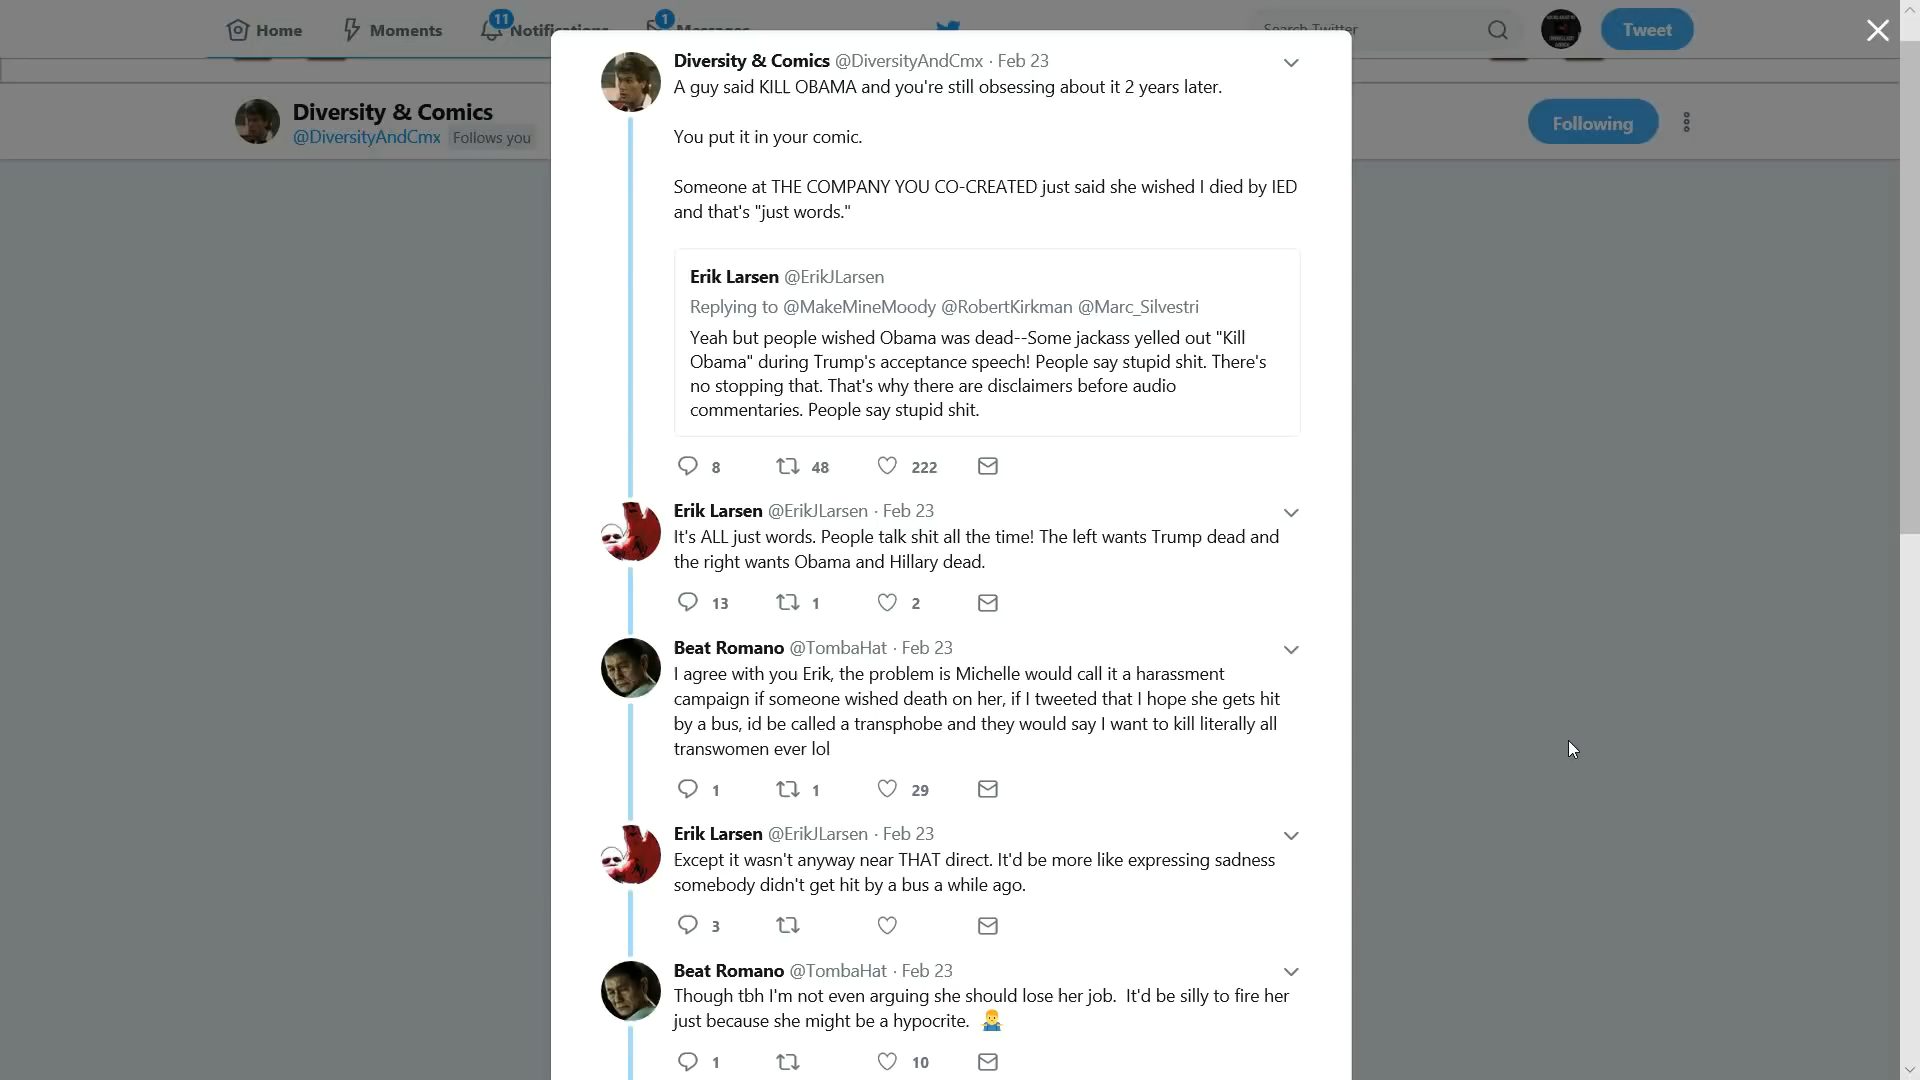 Home
Moments
11
Notifications
1
Messages
Search Twitter
Tweet
Diversity & Comics
@DiversityAndCmx Follows you
Following
Diversity & Comics @DiversityAndCmx · Feb 23
A guy said KILL OBAMA and you're still obsessing about it 2 years later.
You put it in your comic.
Someone at THE COMPANY YOU CO-CREATED just said she wished I died by IED
and that's "just words."
Erik Larsen @ErikJLarsen
Replying to @MakeMineMoody @RobertKirkman @Marc_Silvestri
Yeah but people wished Obama was dead--Some jackass yelled out "Kill
Obama" during Trump's acceptance speech! People say stupid shit. There's
no stopping that. That's why there are disclaimers before audio
commentaries. People say stupid shit.
8 48 222
Erik Larsen @ErikJLarsen · Feb 23
It's ALL just words. People talk shit all the time! The left wants Trump dead and
the right wants Obama and Hillary dead.
13 1 2
Beat Romano @TombaHat · Feb 23
I agree with you Erik, the problem is Michelle would call it a harassment
campaign if someone wished death on her, if I tweeted that I hope she gets hit
by a bus, id be called a transphobe and they would say I want to kill literally all
transwomen ever lol
1 1 29
Erik Larsen @ErikJLarsen · Feb 23
Except it wasn't anyway near THAT direct. It'd be more like expressing sadness
somebody didn't get hit by a bus a while ago.
3
Beat Romano @TombaHat · Feb 23
Though tbh I'm not even arguing she should lose her job. It'd be silly to fire her
just because she might be a hypocrite. 🤷‍♂️
1 10